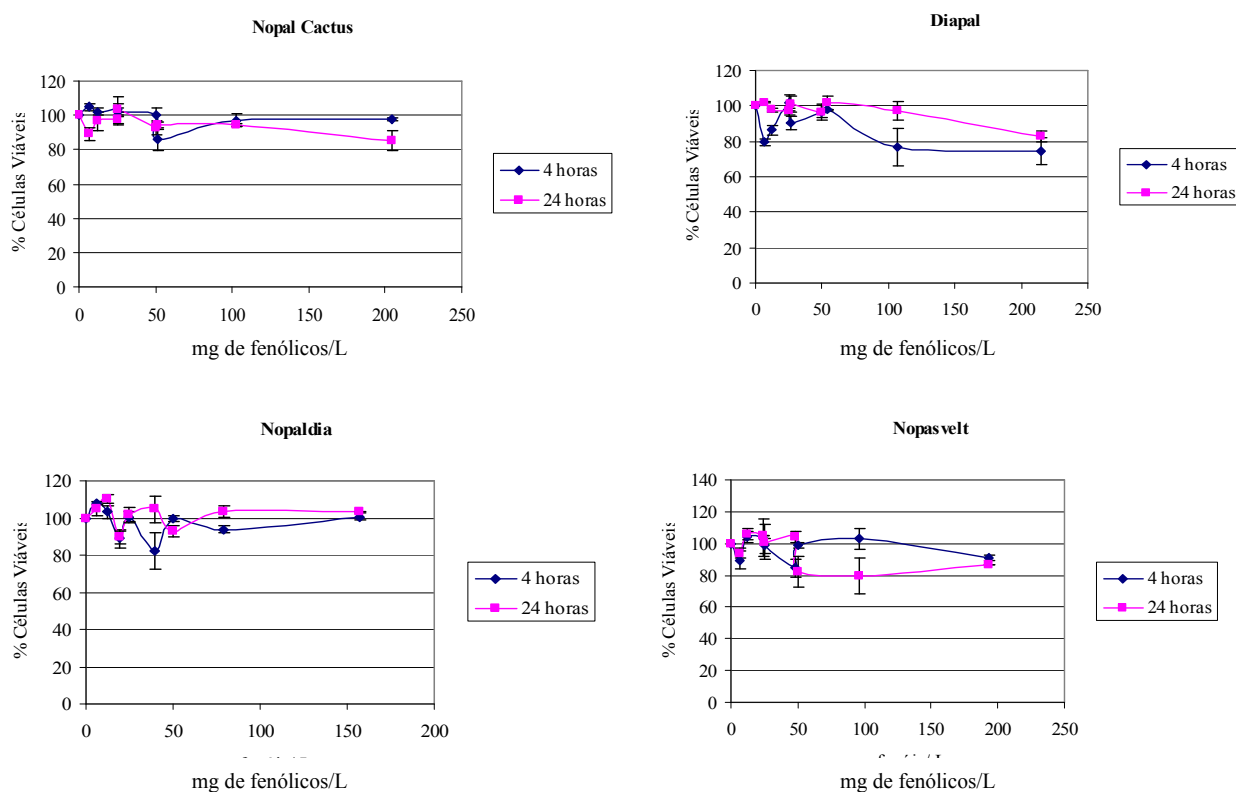 Nopal Cactus
% Células Viáveis
120
100
80
60
40
20
0
0 50 100 150 200 250
mg de fenólicos/L
4 horas
24 horas
Diapal
% Células Viáveis
120
100
80
60
40
20
0
0 50 100 150 200 250
mg de fenólicos/L
4 horas
24 horas
Nopaldia
% Células Viáveis
120
100
80
60
40
20
0
0 50 100 150 200
mg de fenólicos/L
4 horas
24 horas
Nopasvelt
% Células Viáveis
140
120
100
80
60
40
20
0
0 50 100 150 200 250
mg de fenólicos/L
4 horas
24 horas